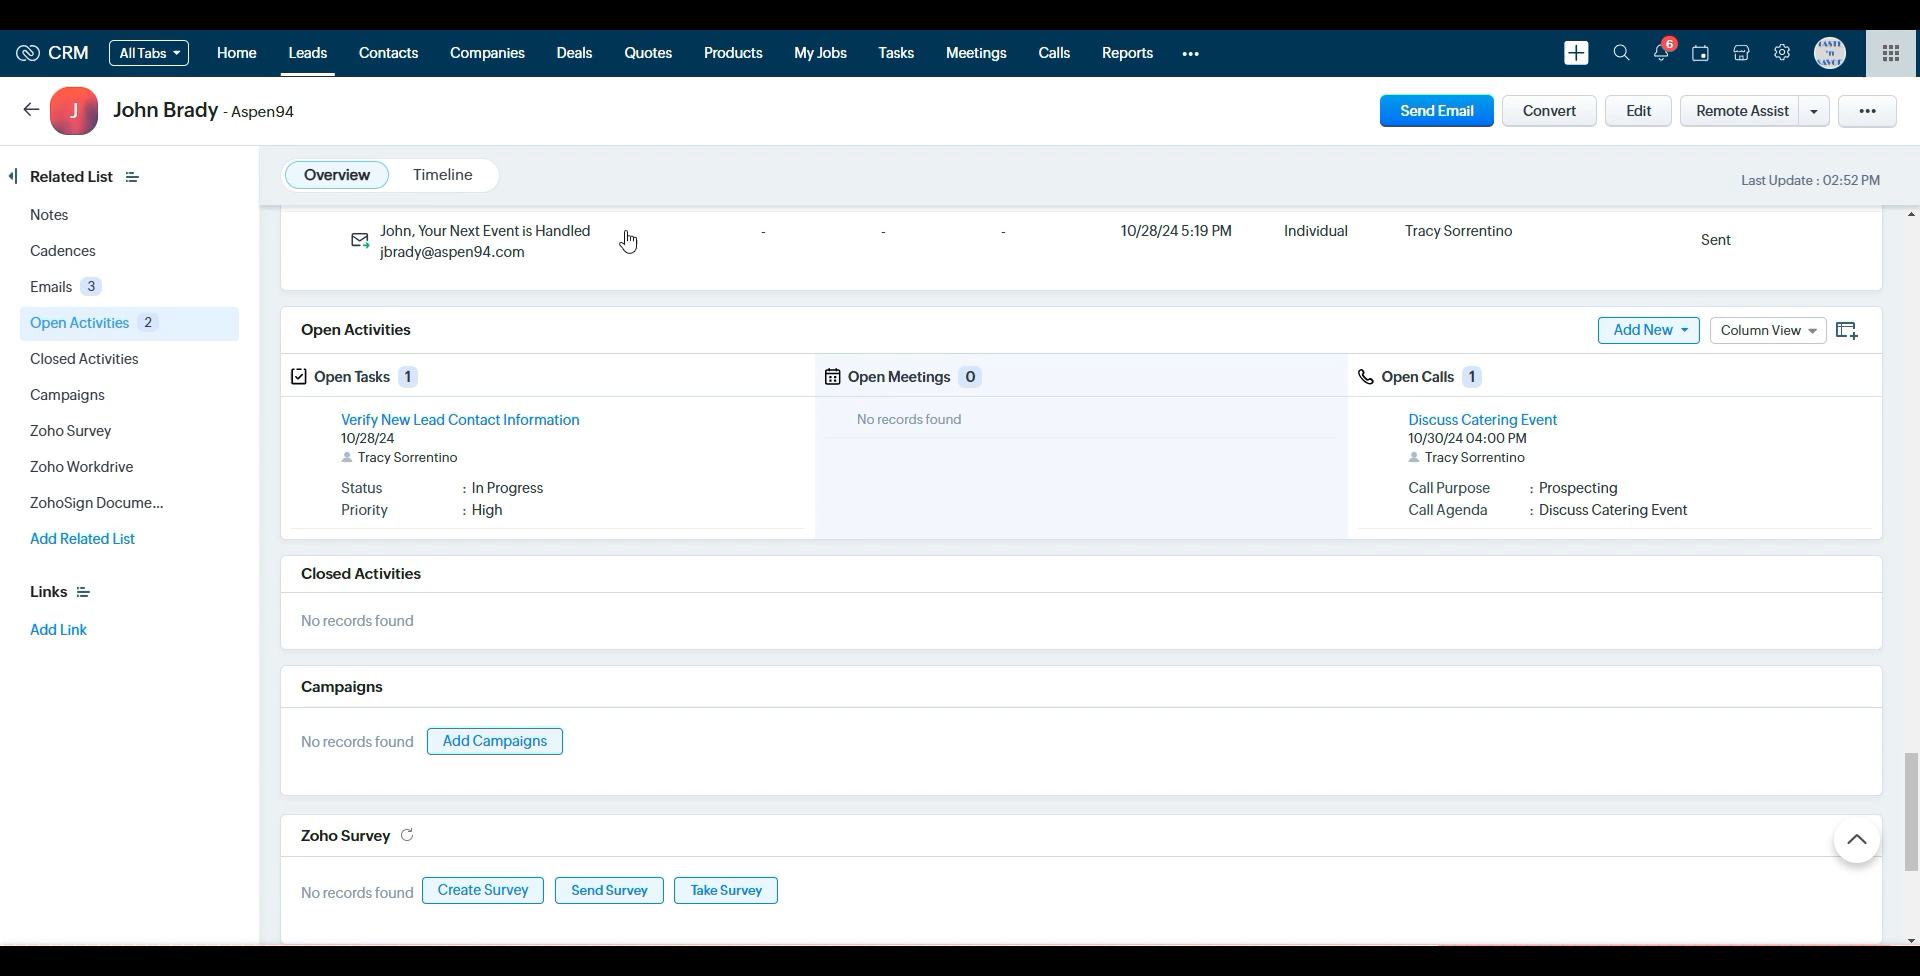 CRM All Tabs Home Leads Contacts Companies Deals Quotes Products My Jobs Tasks Meetings Calls Reports ••• 6
J John Brady - Aspen94 Send Email Convert Edit Remote Assist •••
Related List Overview Timeline Last Update : 02:52 PM
Notes
Cadences
Emails 3
Open Activities 2
Closed Activities
Campaigns
Zoho Survey
Zoho Workdrive
ZohoSign Docume...
Add Related List
Links
Add Link
John, Your Next Event is Handled - - - 10/28/24 5:19 PM Individual Tracy Sorrentino Sent
jbrady@aspen94.com
Open Activities Add New Column View
Open Tasks 1
Verify New Lead Contact Information
10/28/24
Tracy Sorrentino
Status : In Progress
Priority : High
Open Meetings 0
No records found
Open Calls 1
Discuss Catering Event
10/30/24 04:00 PM
Tracy Sorrentino
Call Purpose : Prospecting
Call Agenda : Discuss Catering Event
Closed Activities
No records found
Campaigns
No records found Add Campaigns
Zoho Survey
No records found Create Survey Send Survey Take Survey